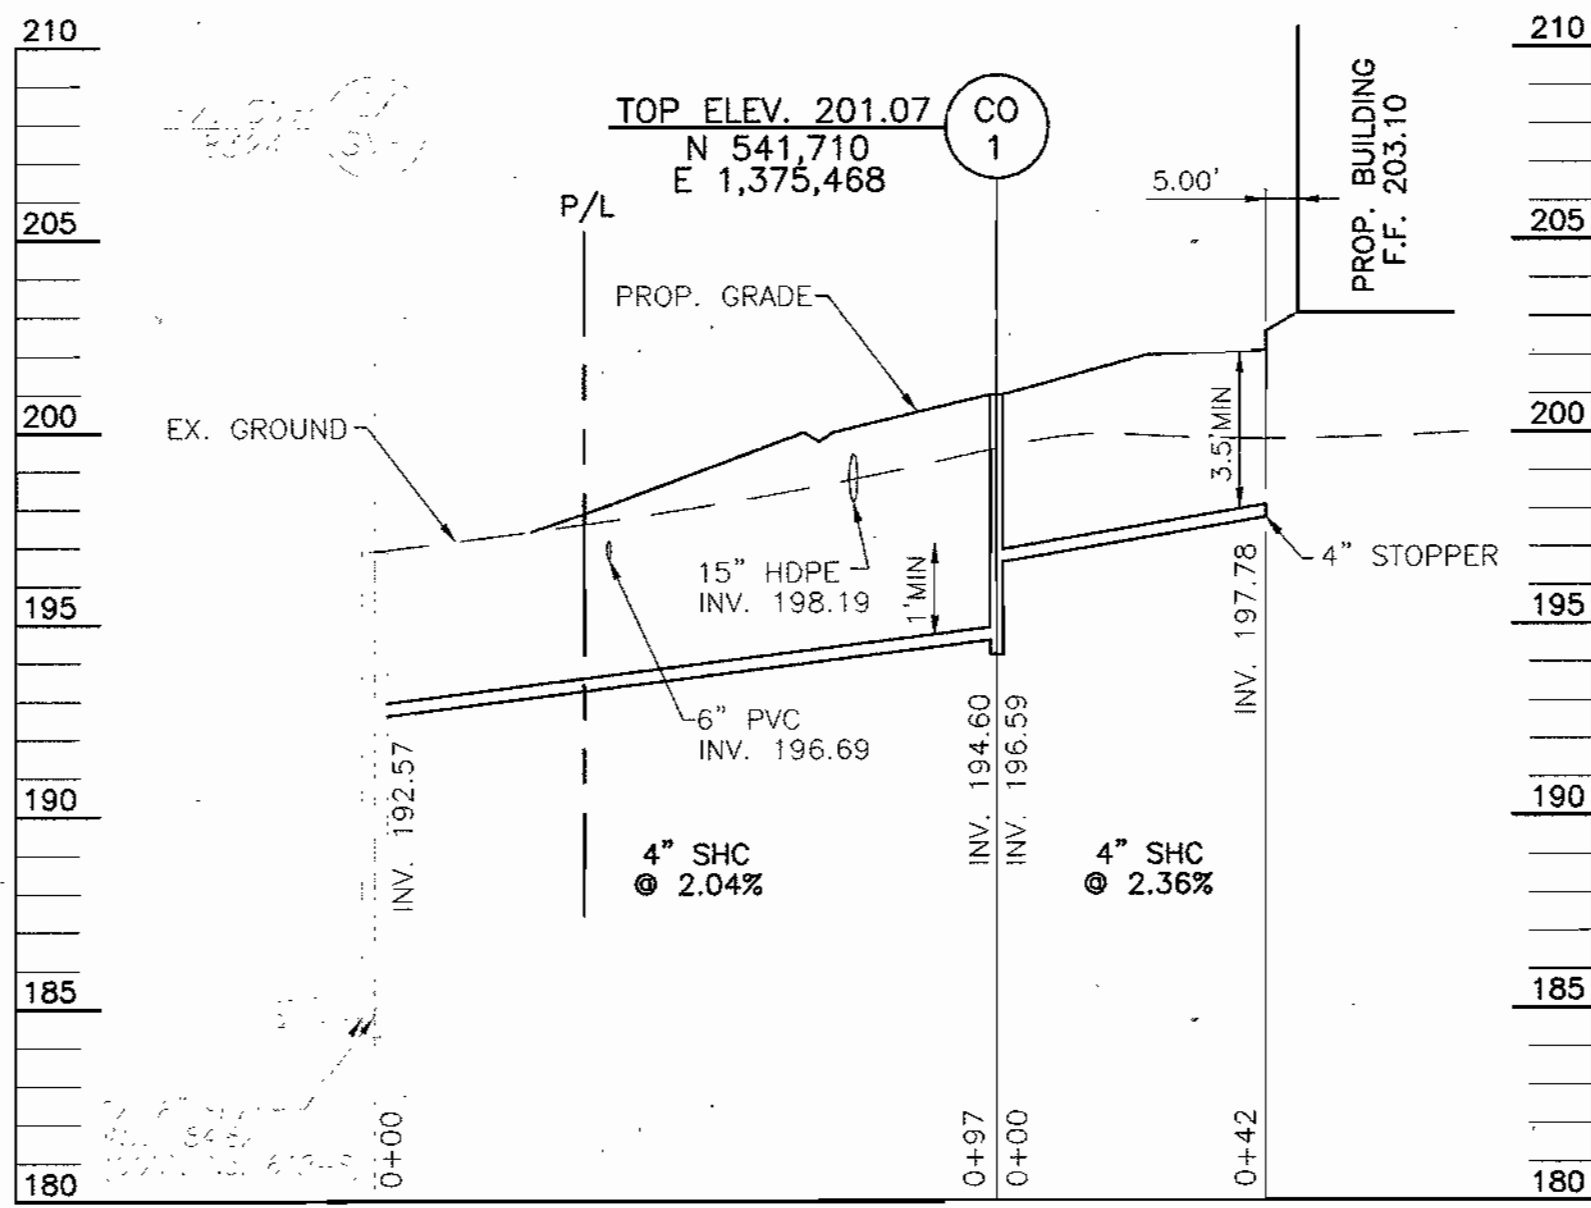 210
210
TOP ELEV. 201.07
N 541,710
E 1,375,468
CO
1
5.00'
PROP. BUILDING
F.F. 203.10
P/L
205
205
PROP. GRADE
EX. GROUND
200
200
3.5'MIN
15" HDPE
INV. 198.19
1'MIN
4" STOPPER
195
195
6" PVC
INV. 196.69
INV. 192.57
INV. 194.60
INV. 196.59
INV. 197.78
190
190
4" SHC
@ 2.04%
4" SHC
@ 2.36%
185
185
0+00
0+97
0+00
0+42
180
180